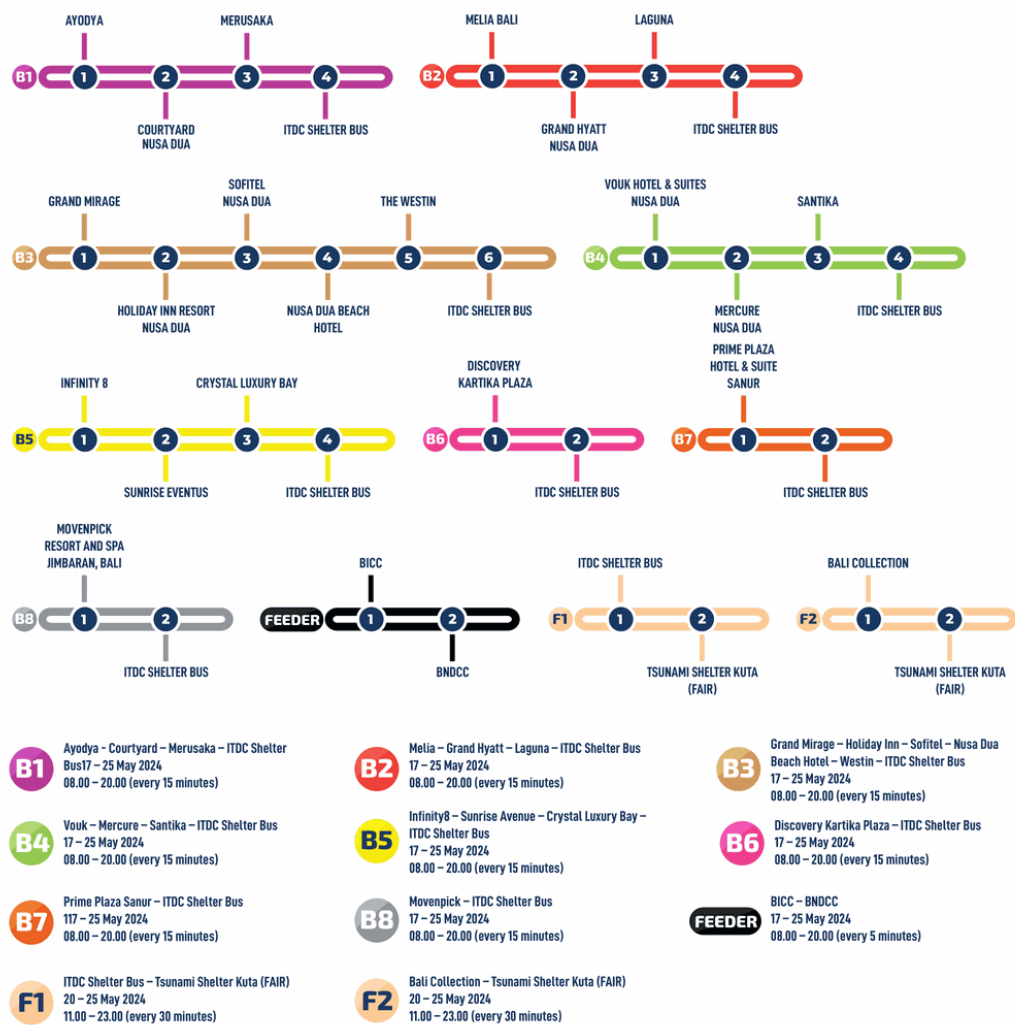 AYODYA
MERUSAKA
B1
1
2
3
4
COURTYARD
NUSA DUA
ITDC SHELTER BUS
MELIA BALI
LAGUNA
B2
1
2
3
4
GRAND HYATT
NUSA DUA
ITDC SHELTER BUS
GRAND MIRAGE
SOFITEL
NUSA DUA
THE WESTIN
B3
1
2
3
4
5
6
HOLIDAY INN RESORT
NUSA DUA
NUSA DUA BEACH
HOTEL
ITDC SHELTER BUS
VOUK HOTEL & SUITES
NUSA DUA
SANTIKA
B4
1
2
3
4
MERCURE
NUSA DUA
ITDC SHELTER BUS
INFINITY 8
CRYSTAL LUXURY BAY
B5
1
2
3
4
SUNRISE EVENTUS
ITDC SHELTER BUS
DISCOVERY
KARTIKA PLAZA
B6
1
2
ITDC SHELTER BUS
PRIME PLAZA
HOTEL & SUITE
SANUR
B7
1
2
ITDC SHELTER BUS
MOVENPICK
RESORT AND SPA
JIMBARAN, BALI
B8
1
2
ITDC SHELTER BUS
BICC
FEEDER
1
2
BNDCC
ITDC SHELTER BUS
F1
1
2
TSUNAMI SHELTER KUTA
(FAIR)
BALI COLLECTION
F2
1
2
TSUNAMI SHELTER KUTA
(FAIR)
B1
Ayodya - Courtyard – Merusaka – ITDC Shelter
Bus17 – 25 May 2024
08.00 – 20.00 (every 15 minutes)
B2
Melia – Grand Hyatt – Laguna – ITDC Shelter Bus
17 – 25 May 2024
08.00 – 20.00 (every 15 minutes)
B3
Grand Mirage – Holiday Inn – Sofitel – Nusa Dua
Beach Hotel – Westin – ITDC Shelter Bus
17 – 25 May 2024
08.00 – 20.00 (every 15 minutes)
B4
Vouk – Mercure – Santika – ITDC Shelter Bus
17 – 25 May 2024
08.00 – 20.00 (every 15 minutes)
B5
Infinity8 – Sunrise Avenue – Crystal Luxury Bay –
ITDC Shelter Bus
17 – 25 May 2024
08.00 – 20.00 (every 15 minutes)
B6
Discovery Kartika Plaza – ITDC Shelter Bus
17 – 25 May 2024
08.00 – 20.00 (every 15 minutes)
B7
Prime Plaza Sanur – ITDC Shelter Bus
117 – 25 May 2024
08.00 – 20.00 (every 15 minutes)
B8
Movenpick – ITDC Shelter Bus
17 – 25 May 2024
08.00 – 20.00 (every 15 minutes)
FEEDER
BICC – BNDCC
17 – 25 May 2024
08.00 – 20.00 (every 5 minutes)
F1
ITDC Shelter Bus – Tsunami Shelter Kuta (FAIR)
20 – 25 May 2024
11.00 – 23.00 (every 30 minutes)
F2
Bali Collection – Tsunami Shelter Kuta (FAIR)
20 – 25 May 2024
11.00 – 23.00 (every 30 minutes)